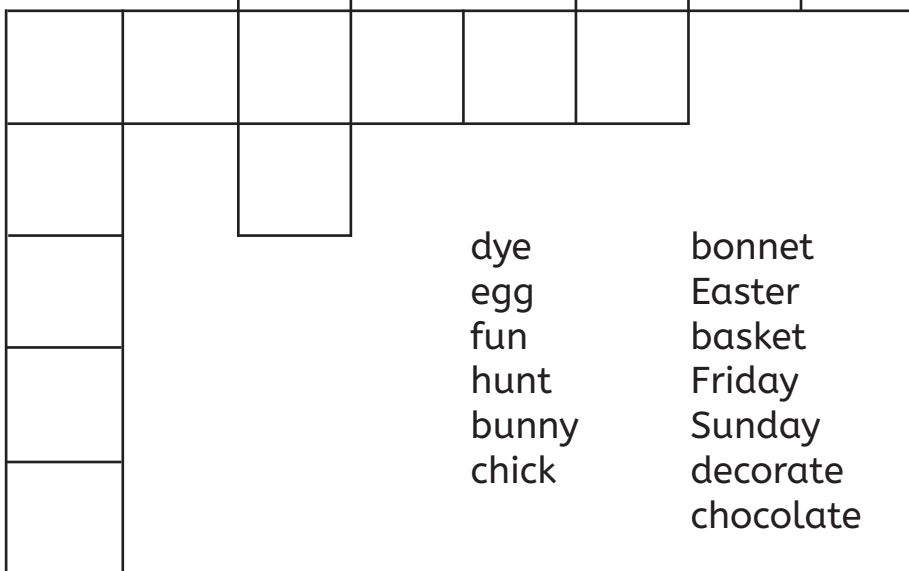 dye
egg
fun
hunt
bunny
chick
bonnet
Easter
basket
Friday
Sunday
decorate
chocolate